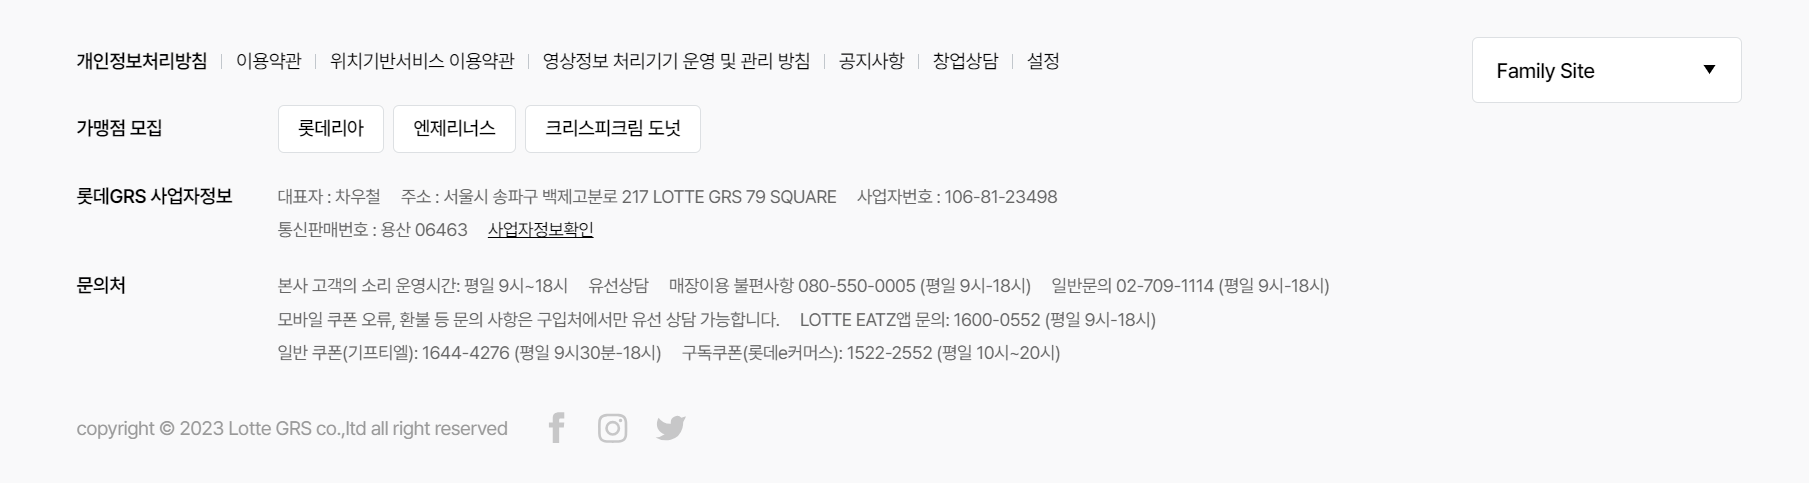 개인정보처리방침 이용약관 위치기반서비스 이용약관 영상정보 처리기기 운영 및 관리 방침 공지사항 창업상담 설정
Family Site
가맹점 모집 롯데리아 엔제리너스 크리스피크림 도넛
롯데GRS 사업자정보 대표자 : 차우철 주소 : 서울시 송파구 백제고분로 217 LOTTE GRS 79 SQUARE 사업자번호 : 106-81-23498
통신판매번호 : 용산 06463 사업자정보확인
문의처 본사 고객의 소리 운영시간: 평일 9시~18시 유선상담 매장이용 불편사항 080-550-0005 (평일 9시-18시) 일반문의 02-709-1114 (평일 9시-18시)
모바일 쿠폰 오류, 환불 등 문의 사항은 구입처에서만 유선 상담 가능합니다. LOTTE EATZ앱 문의: 1600-0552 (평일 9시-18시)
일반 쿠폰(기프티엘): 1644-4276 (평일 9시30분-18시) 구독쿠폰(롯데e커머스): 1522-2552 (평일 10시~20시)
copyright © 2023 Lotte GRS co.,ltd all right reserved